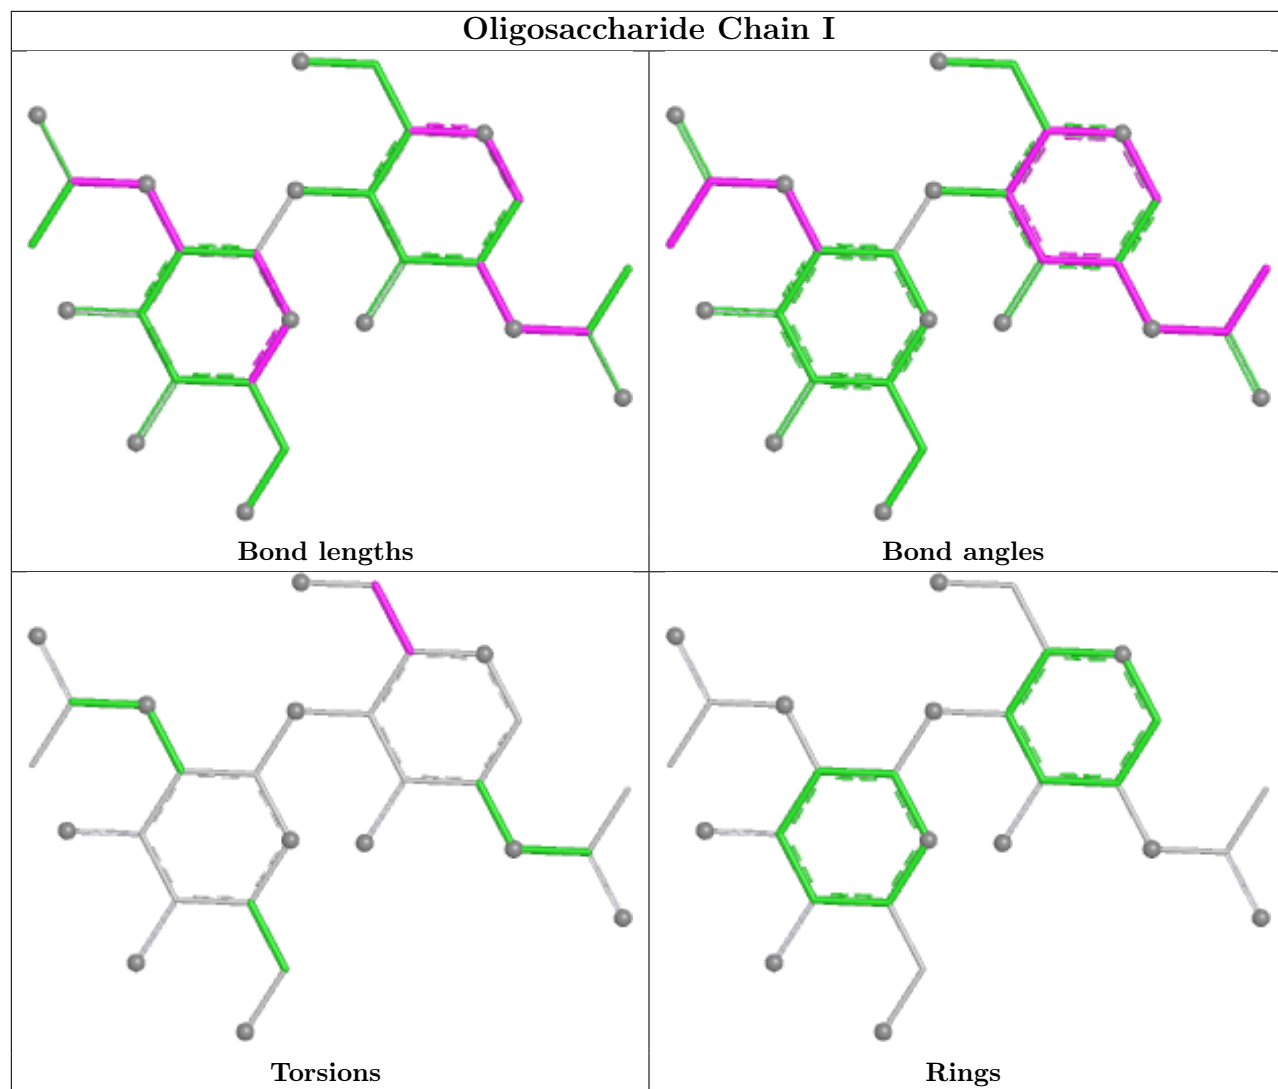 Oligosaccharide Chain I
Bond lengths
Bond angles
Torsions
Rings